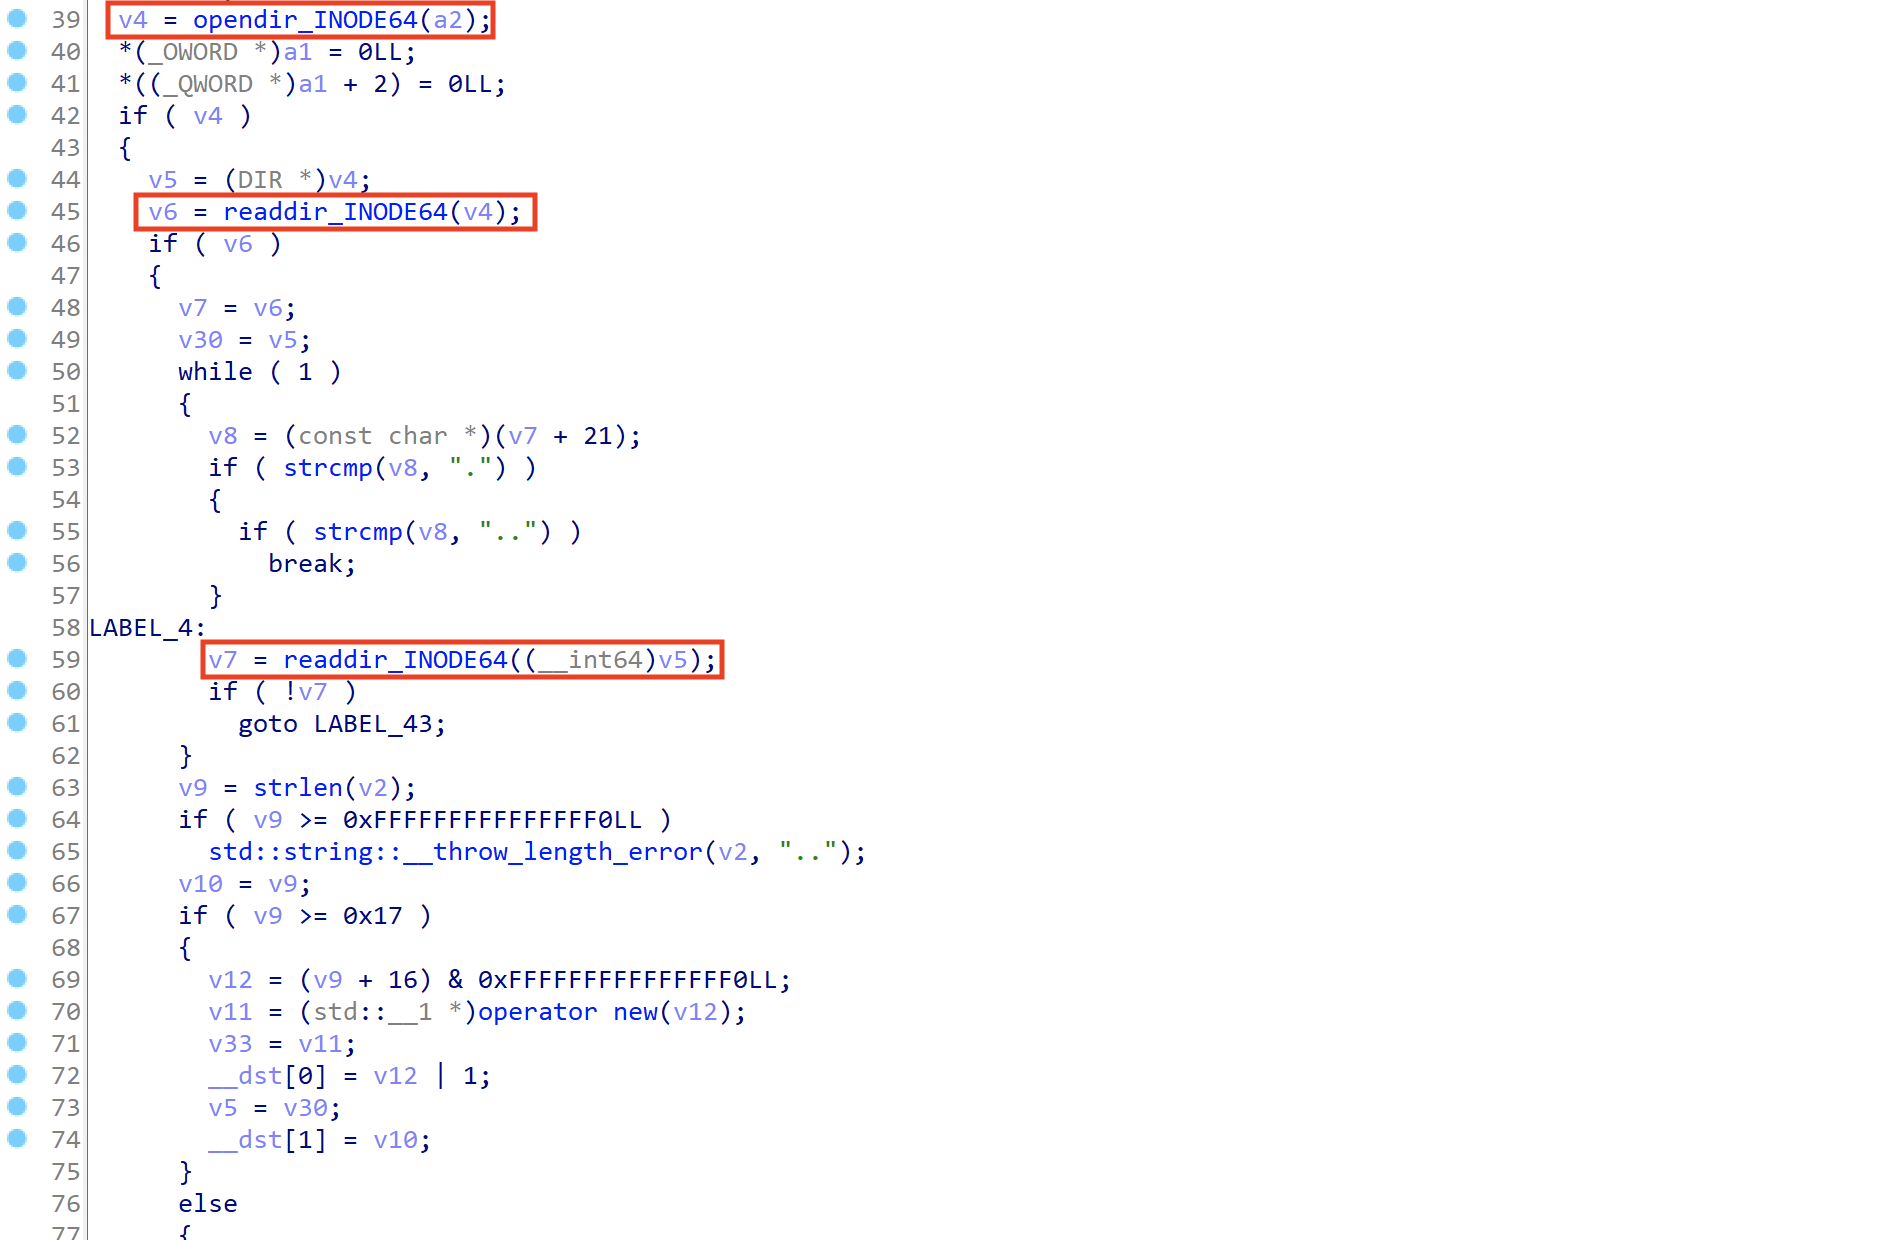 39 v4 = opendir_INODE64(a2);
40 *(_OWORD *)a1 = 0LL;
41 *((_QWORD *)a1 + 2) = 0LL;
42 if ( v4 )
43 {
44 v5 = (DIR *)v4;
45 v6 = readdir_INODE64(v4);
46 if ( v6 )
47 {
48 v7 = v6;
49 v30 = v5;
50 while ( 1 )
51 {
52 v8 = (const char *)(v7 + 21);
53 if ( strcmp(v8, ".") )
54 {
55 if ( strcmp(v8, "..") )
56 break;
57 }
58 LABEL_4:
59 v7 = readdir_INODE64((__int64)v5);
60 if ( !v7 )
61 goto LABEL_43;
62 }
63 v9 = strlen(v2);
64 if ( v9 >= 0xFFFFFFFFFFFFFFF0LL )
65 std::string::__throw_length_error(v2, "..");
66 v10 = v9;
67 if ( v9 >= 0x17 )
68 {
69 v12 = (v9 + 16) & 0xFFFFFFFFFFFFFFF0LL;
70 v11 = (std::__1 *)operator new(v12);
71 v33 = v11;
72 __dst[0] = v12 | 1;
73 v5 = v30;
74 __dst[1] = v10;
75 }
76 else
77 {